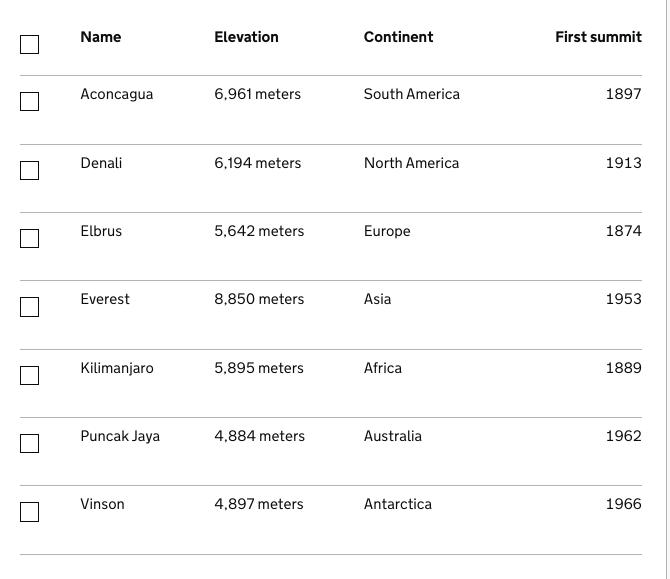 Name Elevation Continent First summit
Aconcagua 6,961 meters South America 1897
Denali 6,194 meters North America 1913
Elbrus 5,642 meters Europe 1874
Everest 8,850 meters Asia 1953
Kilimanjaro 5,895 meters Africa 1889
Puncak Jaya 4,884 meters Australia 1962
Vinson 4,897 meters Antarctica 1966